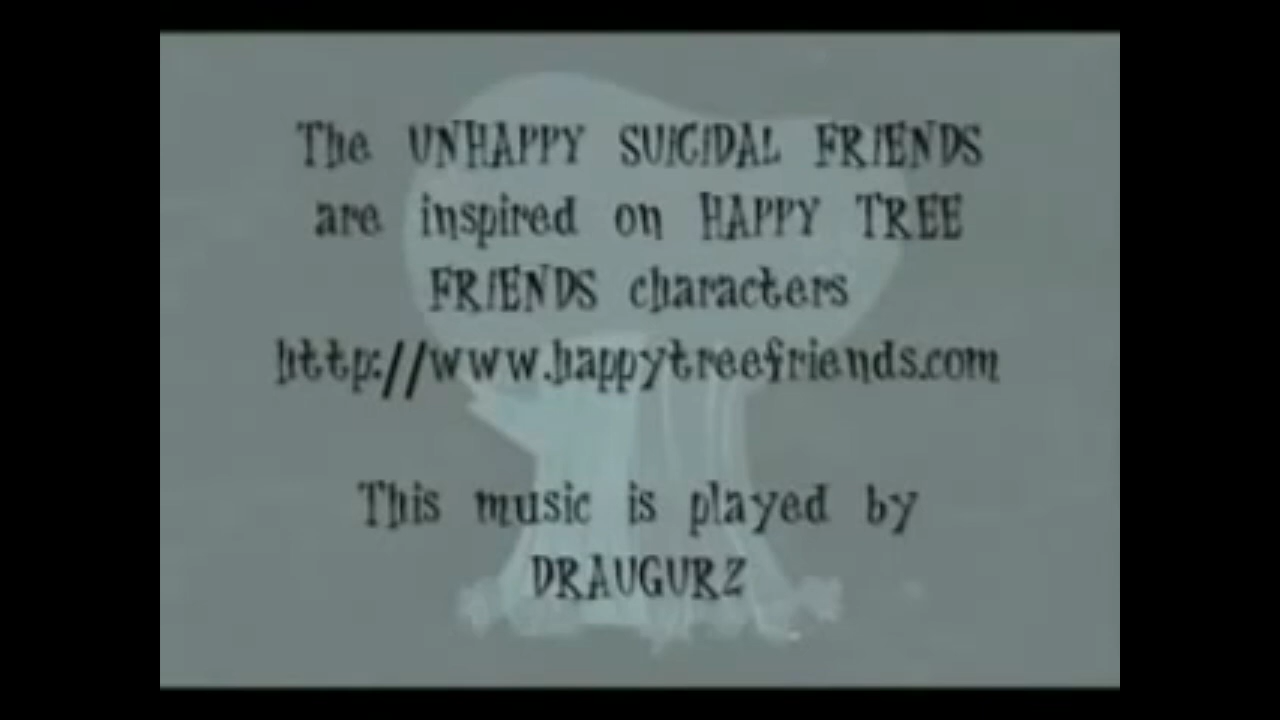 The UNHAPPY SUICIDAL FRIENDS
are inspired on HAPPY TREE
FRIENDS characters
http://www.happytreefriends.com
This music is played by
DRAUGURZ